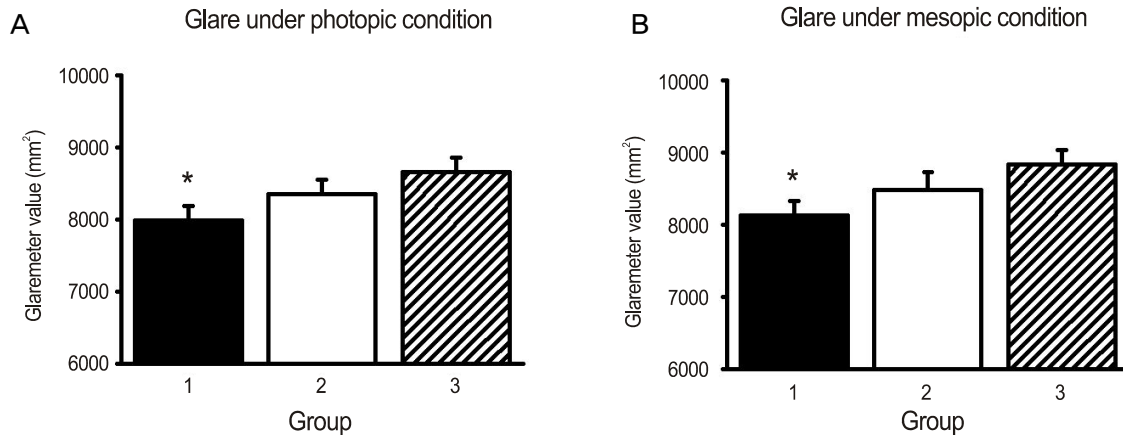 A
Glare under photopic condition
Glaremeter value (mm²)
10000
9000
8000
7000
6000
*
1 2 3
Group
B
Glare under mesopic condition
Glaremeter value (mm²)
10000
9000
8000
7000
6000
*
1 2 3
Group